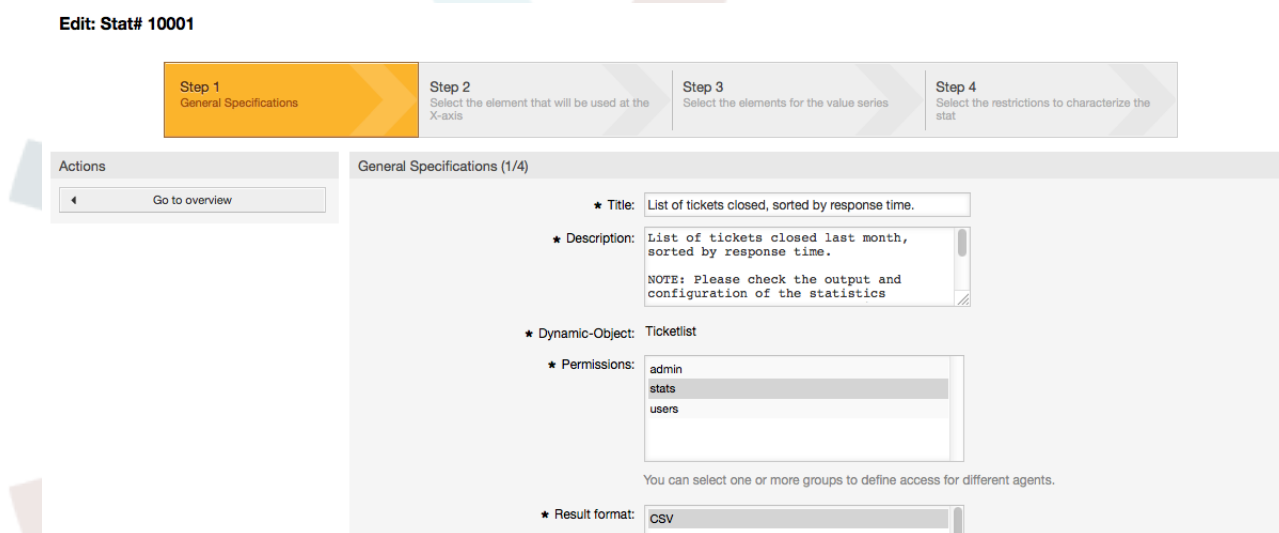 Edit: Stat# 10001
Step 1
General Specifications
Step 2
Select the element that will be used at the
X-axis
Step 3
Select the elements for the value series
Step 4
Select the restrictions to characterize the
stat
Actions
Go to overview
General Specifications (1/4)
★ Title: List of tickets closed, sorted by response time.
★ Description: List of tickets closed last month,
sorted by response time.
NOTE: Please check the output and
configuration of the statistics
★ Dynamic-Object: Ticketlist
★ Permissions:
admin
stats
users
You can select one or more groups to define access for different agents.
★ Result format: CSV